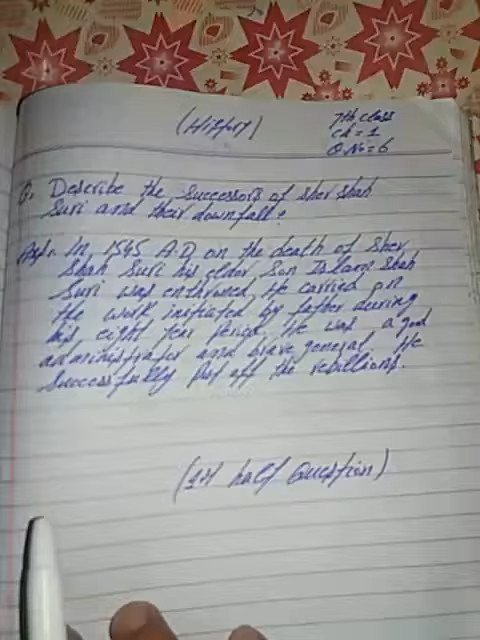 (History)
7th class
Ch = 1
Q.No = 6
Q. Describe the successors of Sher Shah
Suri and their downfall?
Ans. In 1545 A.D on the death of Sher
Shah Suri his elder, Son Islam Shah
Suri was enthroned, He carried on
the work initiated by father during
his eight year period. He was a good
administrator and brave general, He
Successfully Put off the rebillions.
(1st half Question)